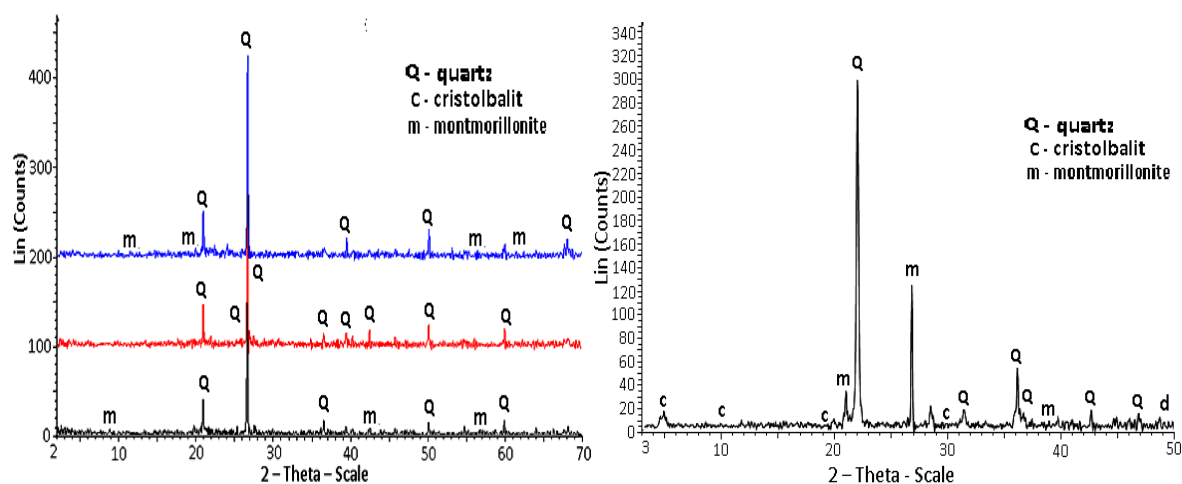 Q
Q - quartz
C - cristolbalit
m - montmorillonite
Lin (Counts)
400
300
200
100
0
Q Q Q Q
m m m m
Q
Q Q Q Q Q Q Q
Q Q Q
m m m
2 10 20 30 40 50 60 70
2 – Theta – Scale
Q
Q - quartz
c - cristolbalit
m - montmorillonite
Lin (Counts)
340
320
300
280
260
240
220
200
180
160
140
120
100
80
60
40
20
0
m
Q
m Q Q
c c c c m Q Q d
3 10 20 30 40 50
2 – Theta - Scale